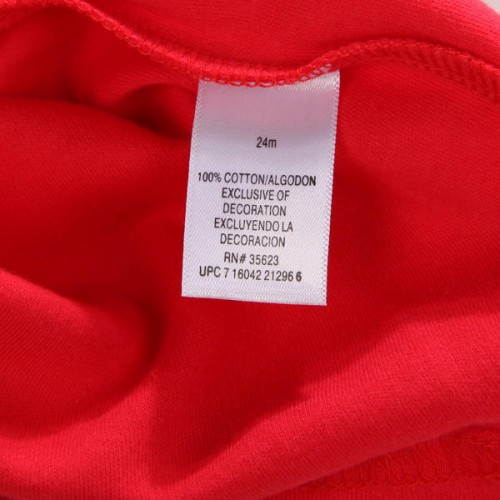 24m
100% COTTON/ALGODON
EXCLUSIVE OF
DECORATION
EXCLUYENDO LA
DECORACION
RN# 35623
UPC 7 16042 21296 6